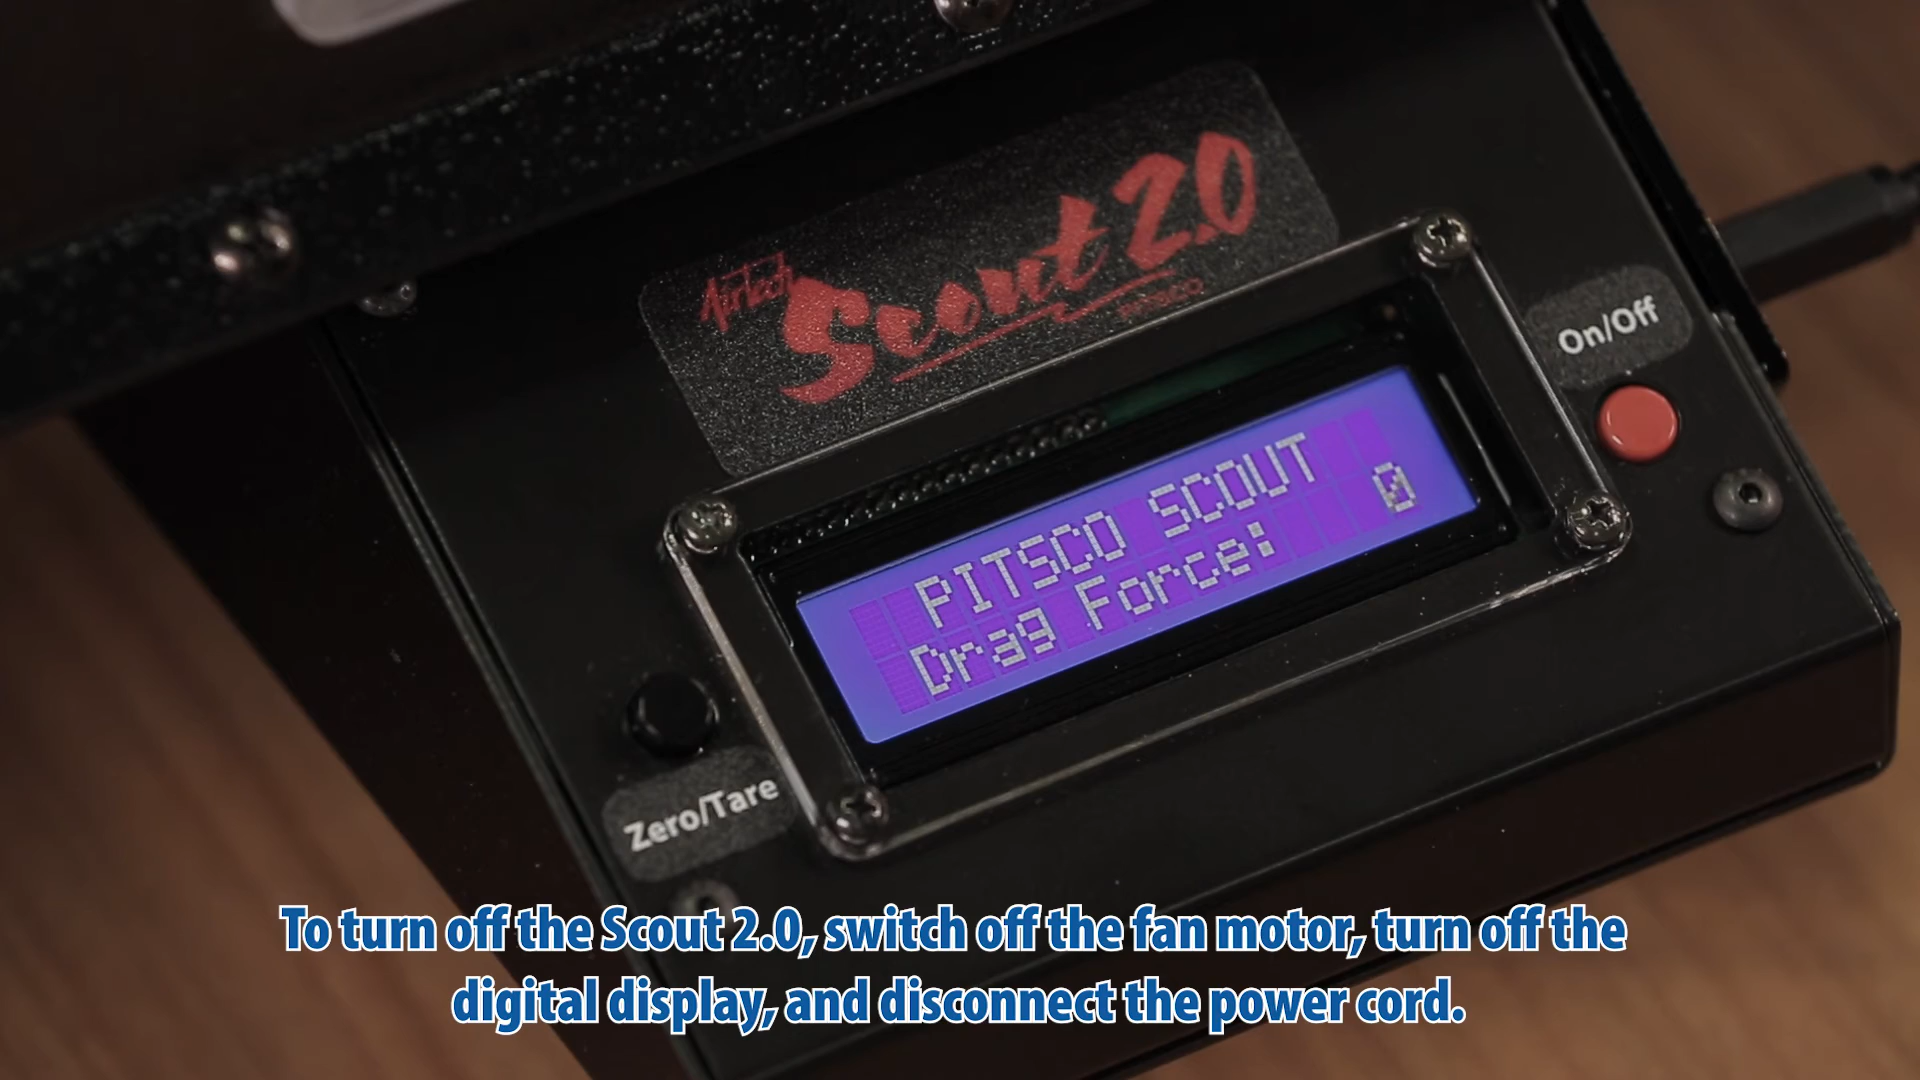 AirTech
Scout 2.0
PITSCO
On/Off
PITSCO SCOUT
Drag Force: 0
Zero/Tare
To turn off the Scout 2.0, switch off the fan motor, turn off the
digital display, and disconnect the power cord.